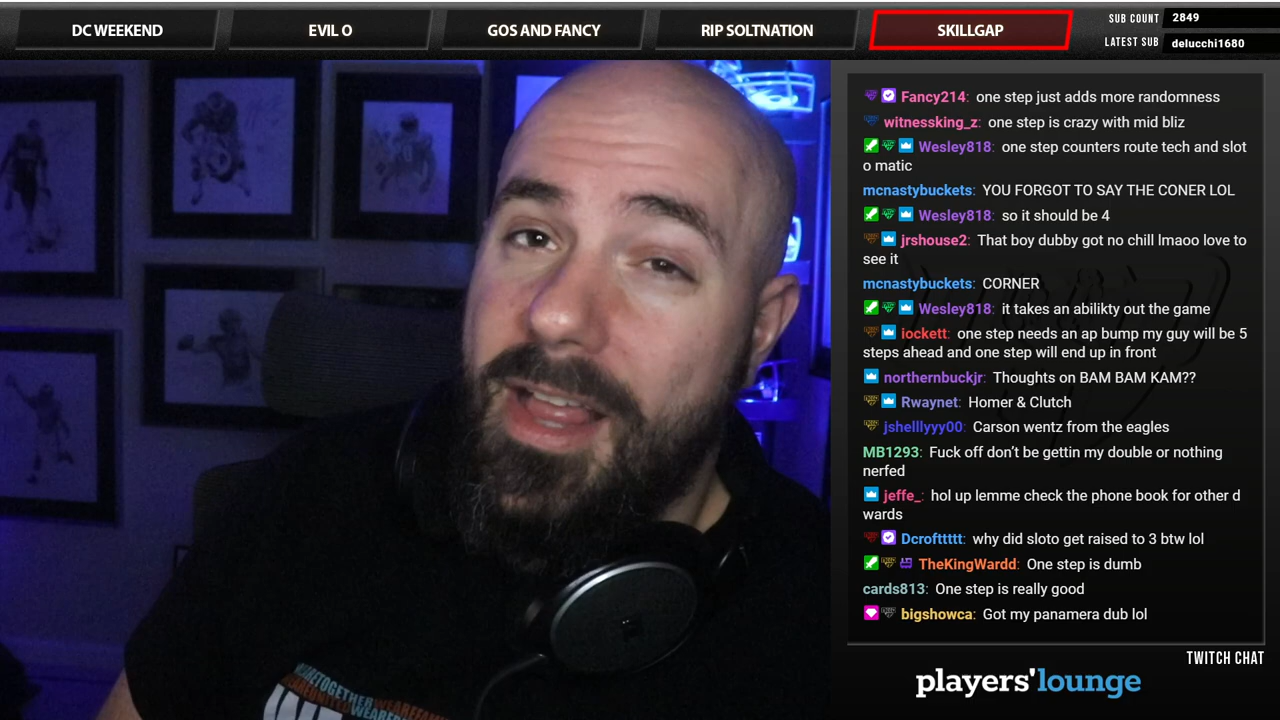 DC WEEKEND
EVIL O
GOS AND FANCY
RIP SOLTNATION
SKILLGAP
SUB COUNT 2849
LATEST SUB delucchi1680
Fancy214: one step just adds more randomness
witnessking_z: one step is crazy with mid bliz
Wesley818: one step counters route tech and slot
o matic
mcnastybuckets: YOU FORGOT TO SAY THE CONER LOL
Wesley818: so it should be 4
jrshouse2: That boy dubby got no chill lmaoo love to
see it
mcnastybuckets: CORNER
Wesley818: it takes an abilikty out the game
iockett: one step needs an ap bump my guy will be 5
steps ahead and one step will end up in front
northernbuckjr: Thoughts on BAM BAM KAM??
Rwaynet: Homer & Clutch
jshelllyyy00: Carson wentz from the eagles
MB1293: Fuck off don’t be gettin my double or nothing
nerfed
jeffe_: hol up lemme check the phone book for other d
wards
Dcrofttttt: why did sloto get raised to 3 btw lol
TheKingWardd: One step is dumb
cards813: One step is really good
bigshowca: Got my panamera dub lol
TWITCH CHAT
players'lounge